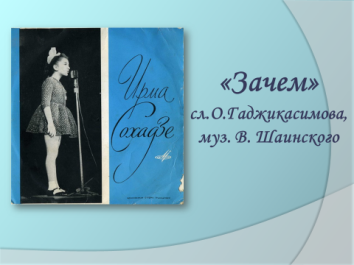 Ирма
Сохадзе
«Зачем»
сл.О.Гаджикасимова,
муз. В. Шаинского